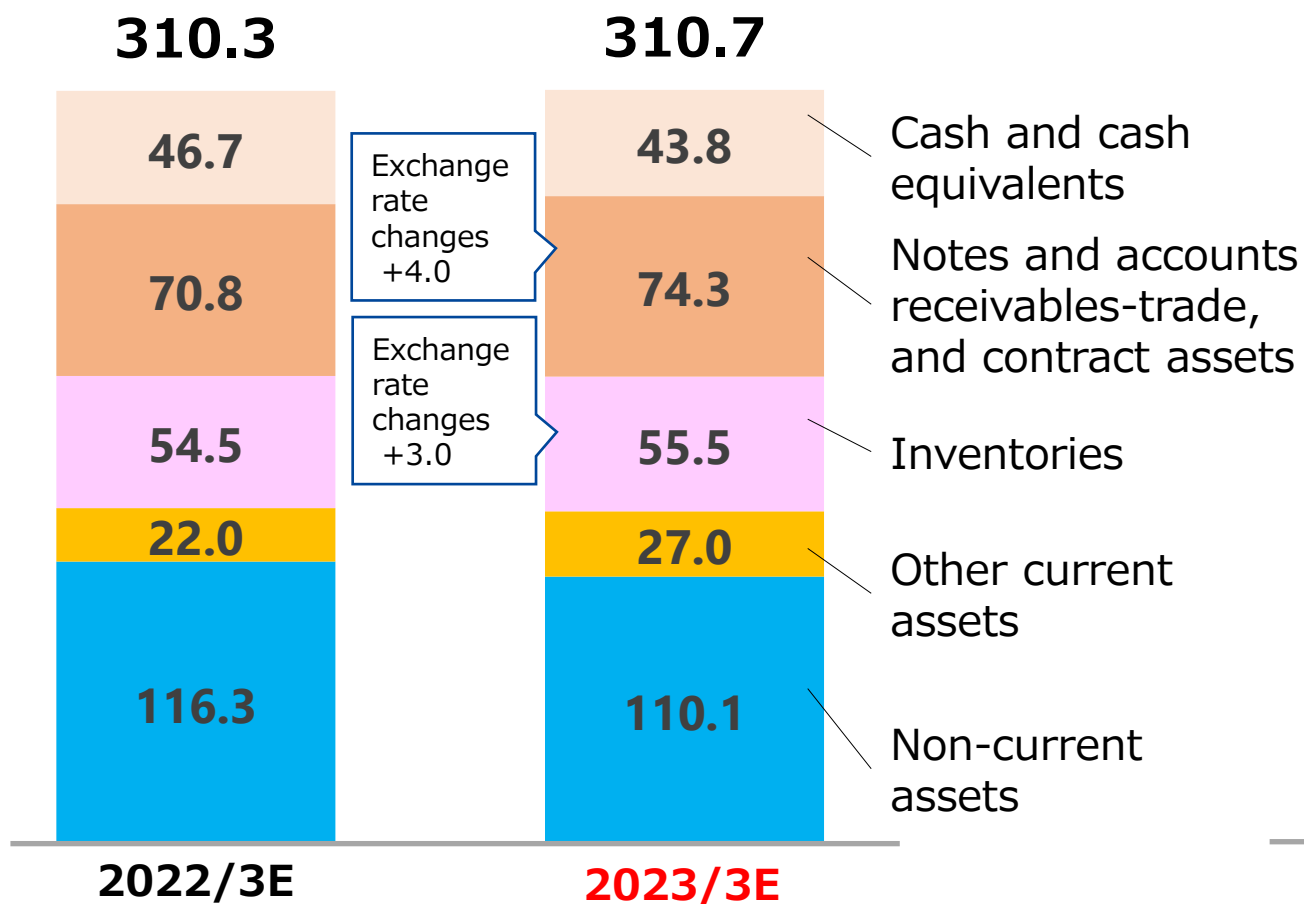 310.3
310.7
46.7
70.8
54.5
22.0
116.3
Exchange
rate
changes
+4.0
Exchange
rate
changes
+3.0
43.8
74.3
55.5
27.0
110.1
Cash and cash
equivalents
Notes and accounts
receivables-trade,
and contract assets
Inventories
Other current
assets
Non-current
assets
2022/3E
2023/3E